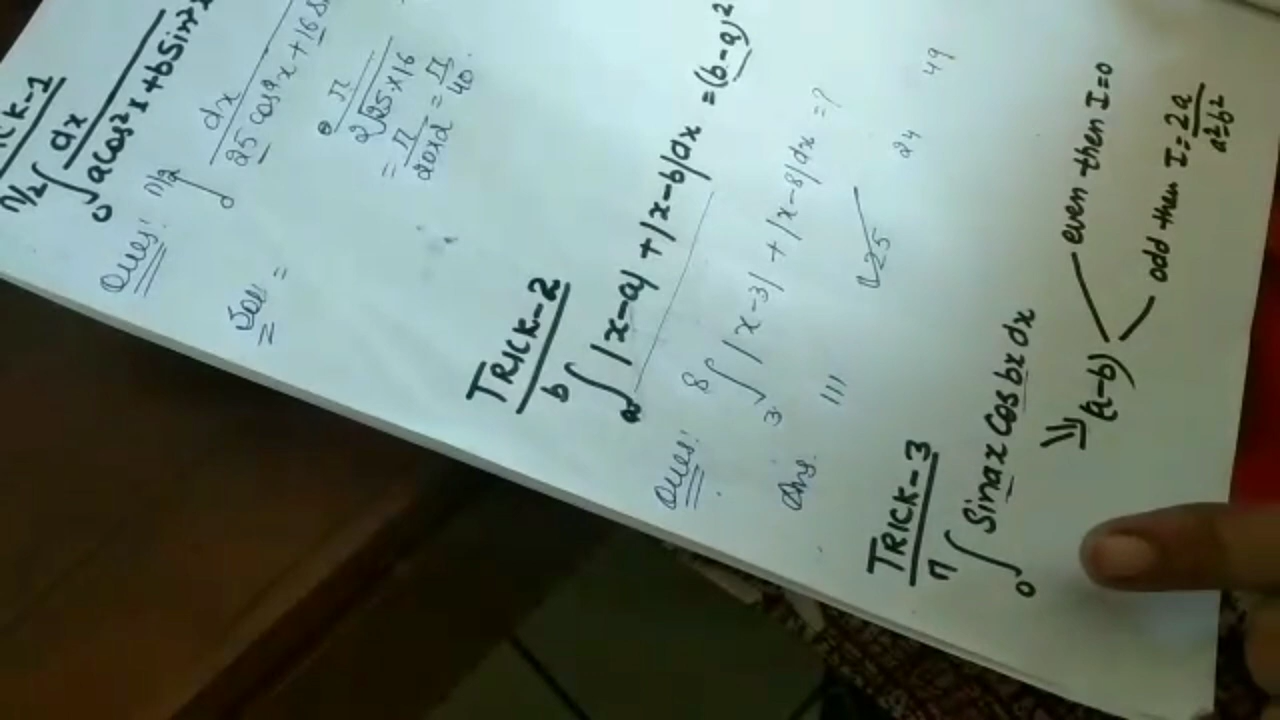 TRICK-1
π/2
∫ dx
0 a cos²x + b Sin²x
Ques: π/2
∫ dx
0 25 cos²x + 16 S
Sol =
π
2√25×16
= π/20×2 = π/40.
TRICK-2
b
∫ |x-a| + |x-b| dx = (b-a)²
a
Ques: 8
∫ |x-3| + |x-8| dx = ?
3
Ans. 111 25 24 49
TRICK-3
π
∫ Sin ax Cos bx dx
0
⇓
(a-b) even then I=0
odd then I = 2a
a²-b²